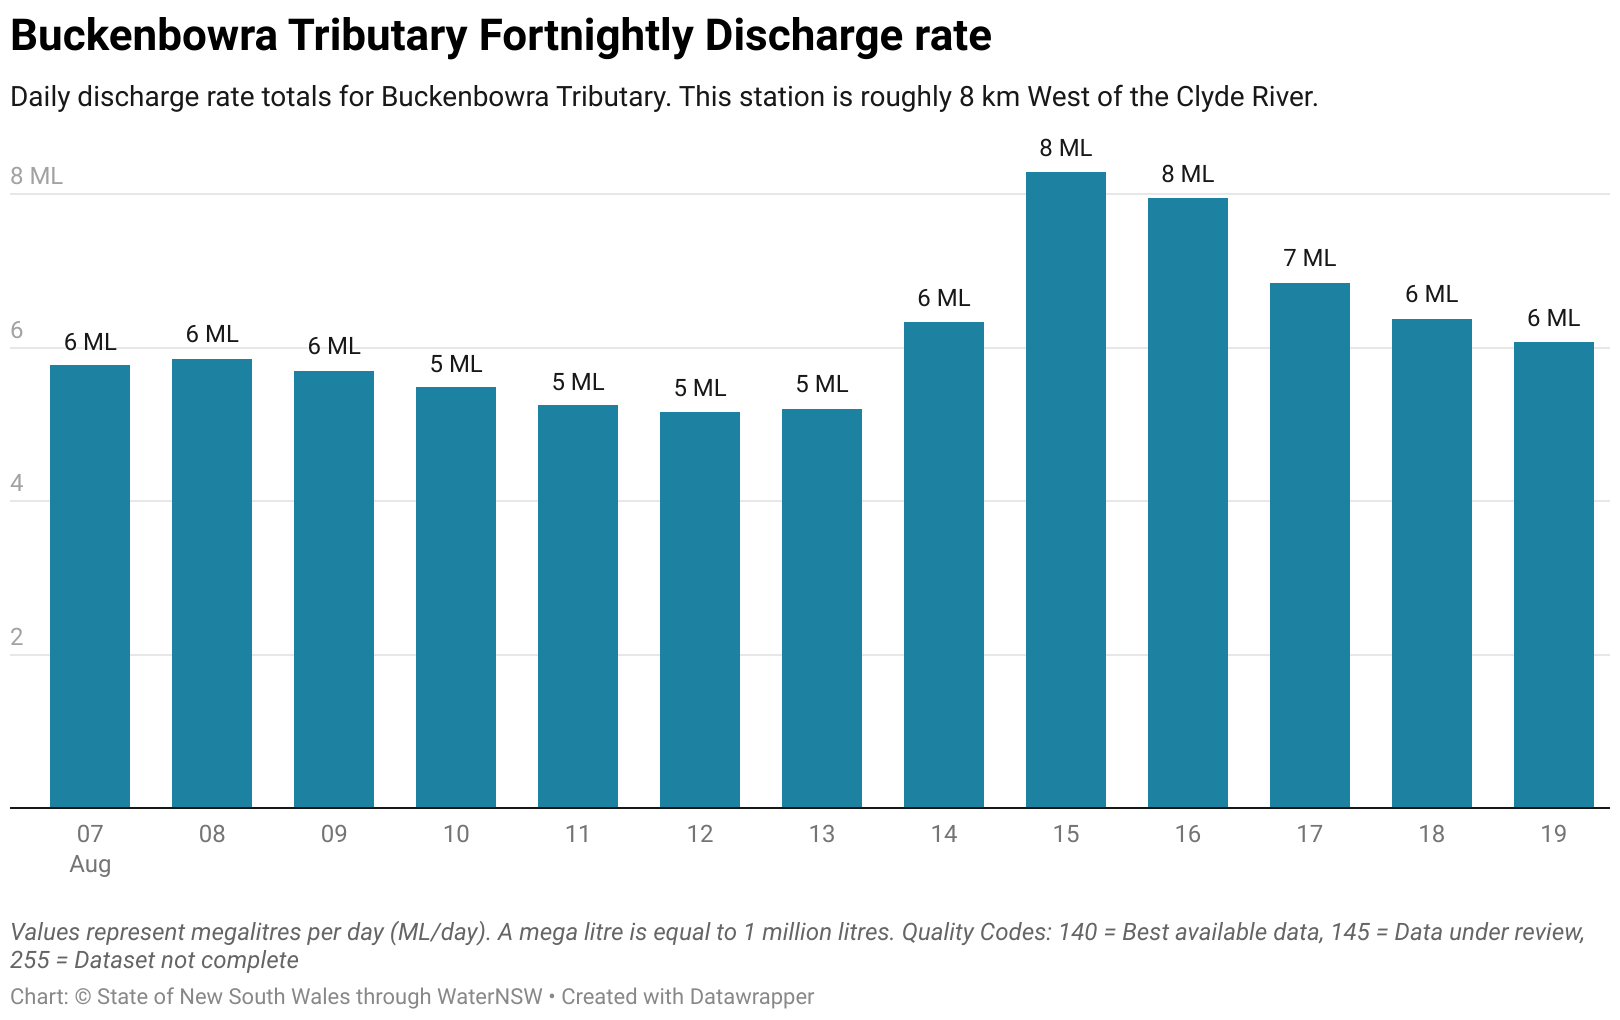 Buckenbowra Tributary Fortnightly Discharge rate
Daily discharge rate totals for Buckenbowra Tributary. This station is roughly 8 km West of the Clyde River.
8 ML
6
4
2
6 ML
6 ML
6 ML
5 ML
5 ML
5 ML
5 ML
6 ML
8 ML
8 ML
7 ML
6 ML
6 ML
07 08 09 10 11 12 13 14 15 16 17 18 19
Aug
Values represent megalitres per day (ML/day). A mega litre is equal to 1 million litres. Quality Codes: 140 = Best available data, 145 = Data under review,
255 = Dataset not complete
Chart: © State of New South Wales through WaterNSW • Created with Datawrapper